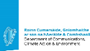 Roinn Cumarsáide, Gníomhaithe
ar son na hAeráide & Comhshaoil
Department of Communications,
Climate Action & Environment